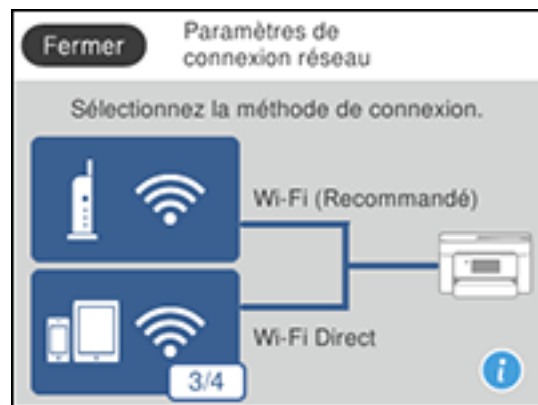 Fermer
Paramètres de
connexion réseau
Sélectionnez la méthode de connexion.
Wi-Fi (Recommandé)
Wi-Fi Direct
3/4
i